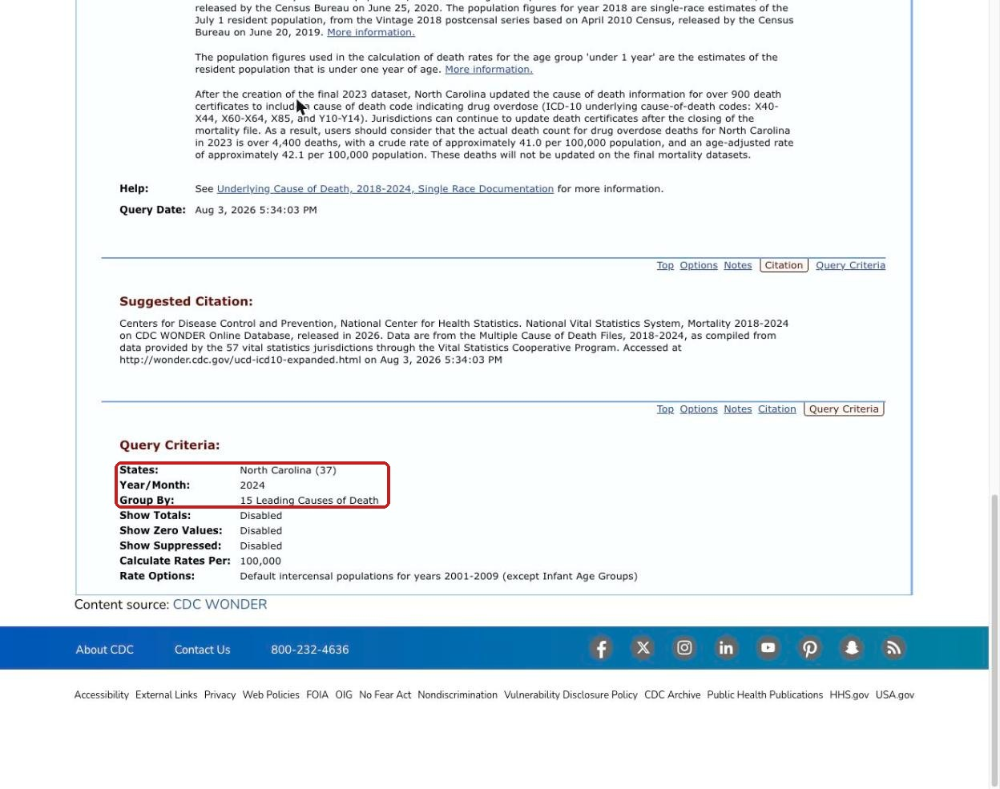 released by the Census Bureau on June 25, 2020. The population figures for year 2018 are single-race estimates of the
July 1 resident population, from the Vintage 2018 postcensal series based on April 2010 Census, released by the Census
Bureau on June 20, 2019. More information.
The population figures used in the calculation of death rates for the age group 'under 1 year' are the estimates of the
resident population that is under one year of age. More information.
After the creation of the final 2023 dataset, North Carolina updated the cause of death information for over 900 death
certificates to include a cause of death code indicating drug overdose (ICD-10 underlying cause-of-death codes: X40-
X44, X60-X64, X85, and Y10-Y14). Jurisdictions can continue to update death certificates after the closing of the
mortality file. As a result, users should consider that the actual death count for drug overdose deaths for North Carolina
in 2023 is over 4,400 deaths, with a crude rate of approximately 41.0 per 100,000 population, and an age-adjusted rate
of approximately 42.1 per 100,000 population. These deaths will not be updated on the final mortality datasets.
Help: See Underlying Cause of Death, 2018-2024, Single Race Documentation for more information.
Query Date: Aug 3, 2026 5:34:03 PM
Top Options Notes Citation Query Criteria
Suggested Citation:
Centers for Disease Control and Prevention, National Center for Health Statistics. National Vital Statistics System, Mortality 2018-2024
on CDC WONDER Online Database, released in 2026. Data are from the Multiple Cause of Death Files, 2018-2024, as compiled from
data provided by the 57 vital statistics jurisdictions through the Vital Statistics Cooperative Program. Accessed at
http://wonder.cdc.gov/ucd-icd10-expanded.html on Aug 3, 2026 5:34:03 PM
Top Options Notes Citation Query Criteria
Query Criteria:
States: North Carolina (37)
Year/Month: 2024
Group By: 15 Leading Causes of Death
Show Totals: Disabled
Show Zero Values: Disabled
Show Suppressed: Disabled
Calculate Rates Per: 100,000
Rate Options: Default intercensal populations for years 2001-2009 (except Infant Age Groups)
Content source: CDC WONDER
About CDC Contact Us 800-232-4636
Accessibility External Links Privacy Web Policies FOIA OIG No Fear Act Nondiscrimination Vulnerability Disclosure Policy CDC Archive Public Health Publications HHS.gov USA.gov